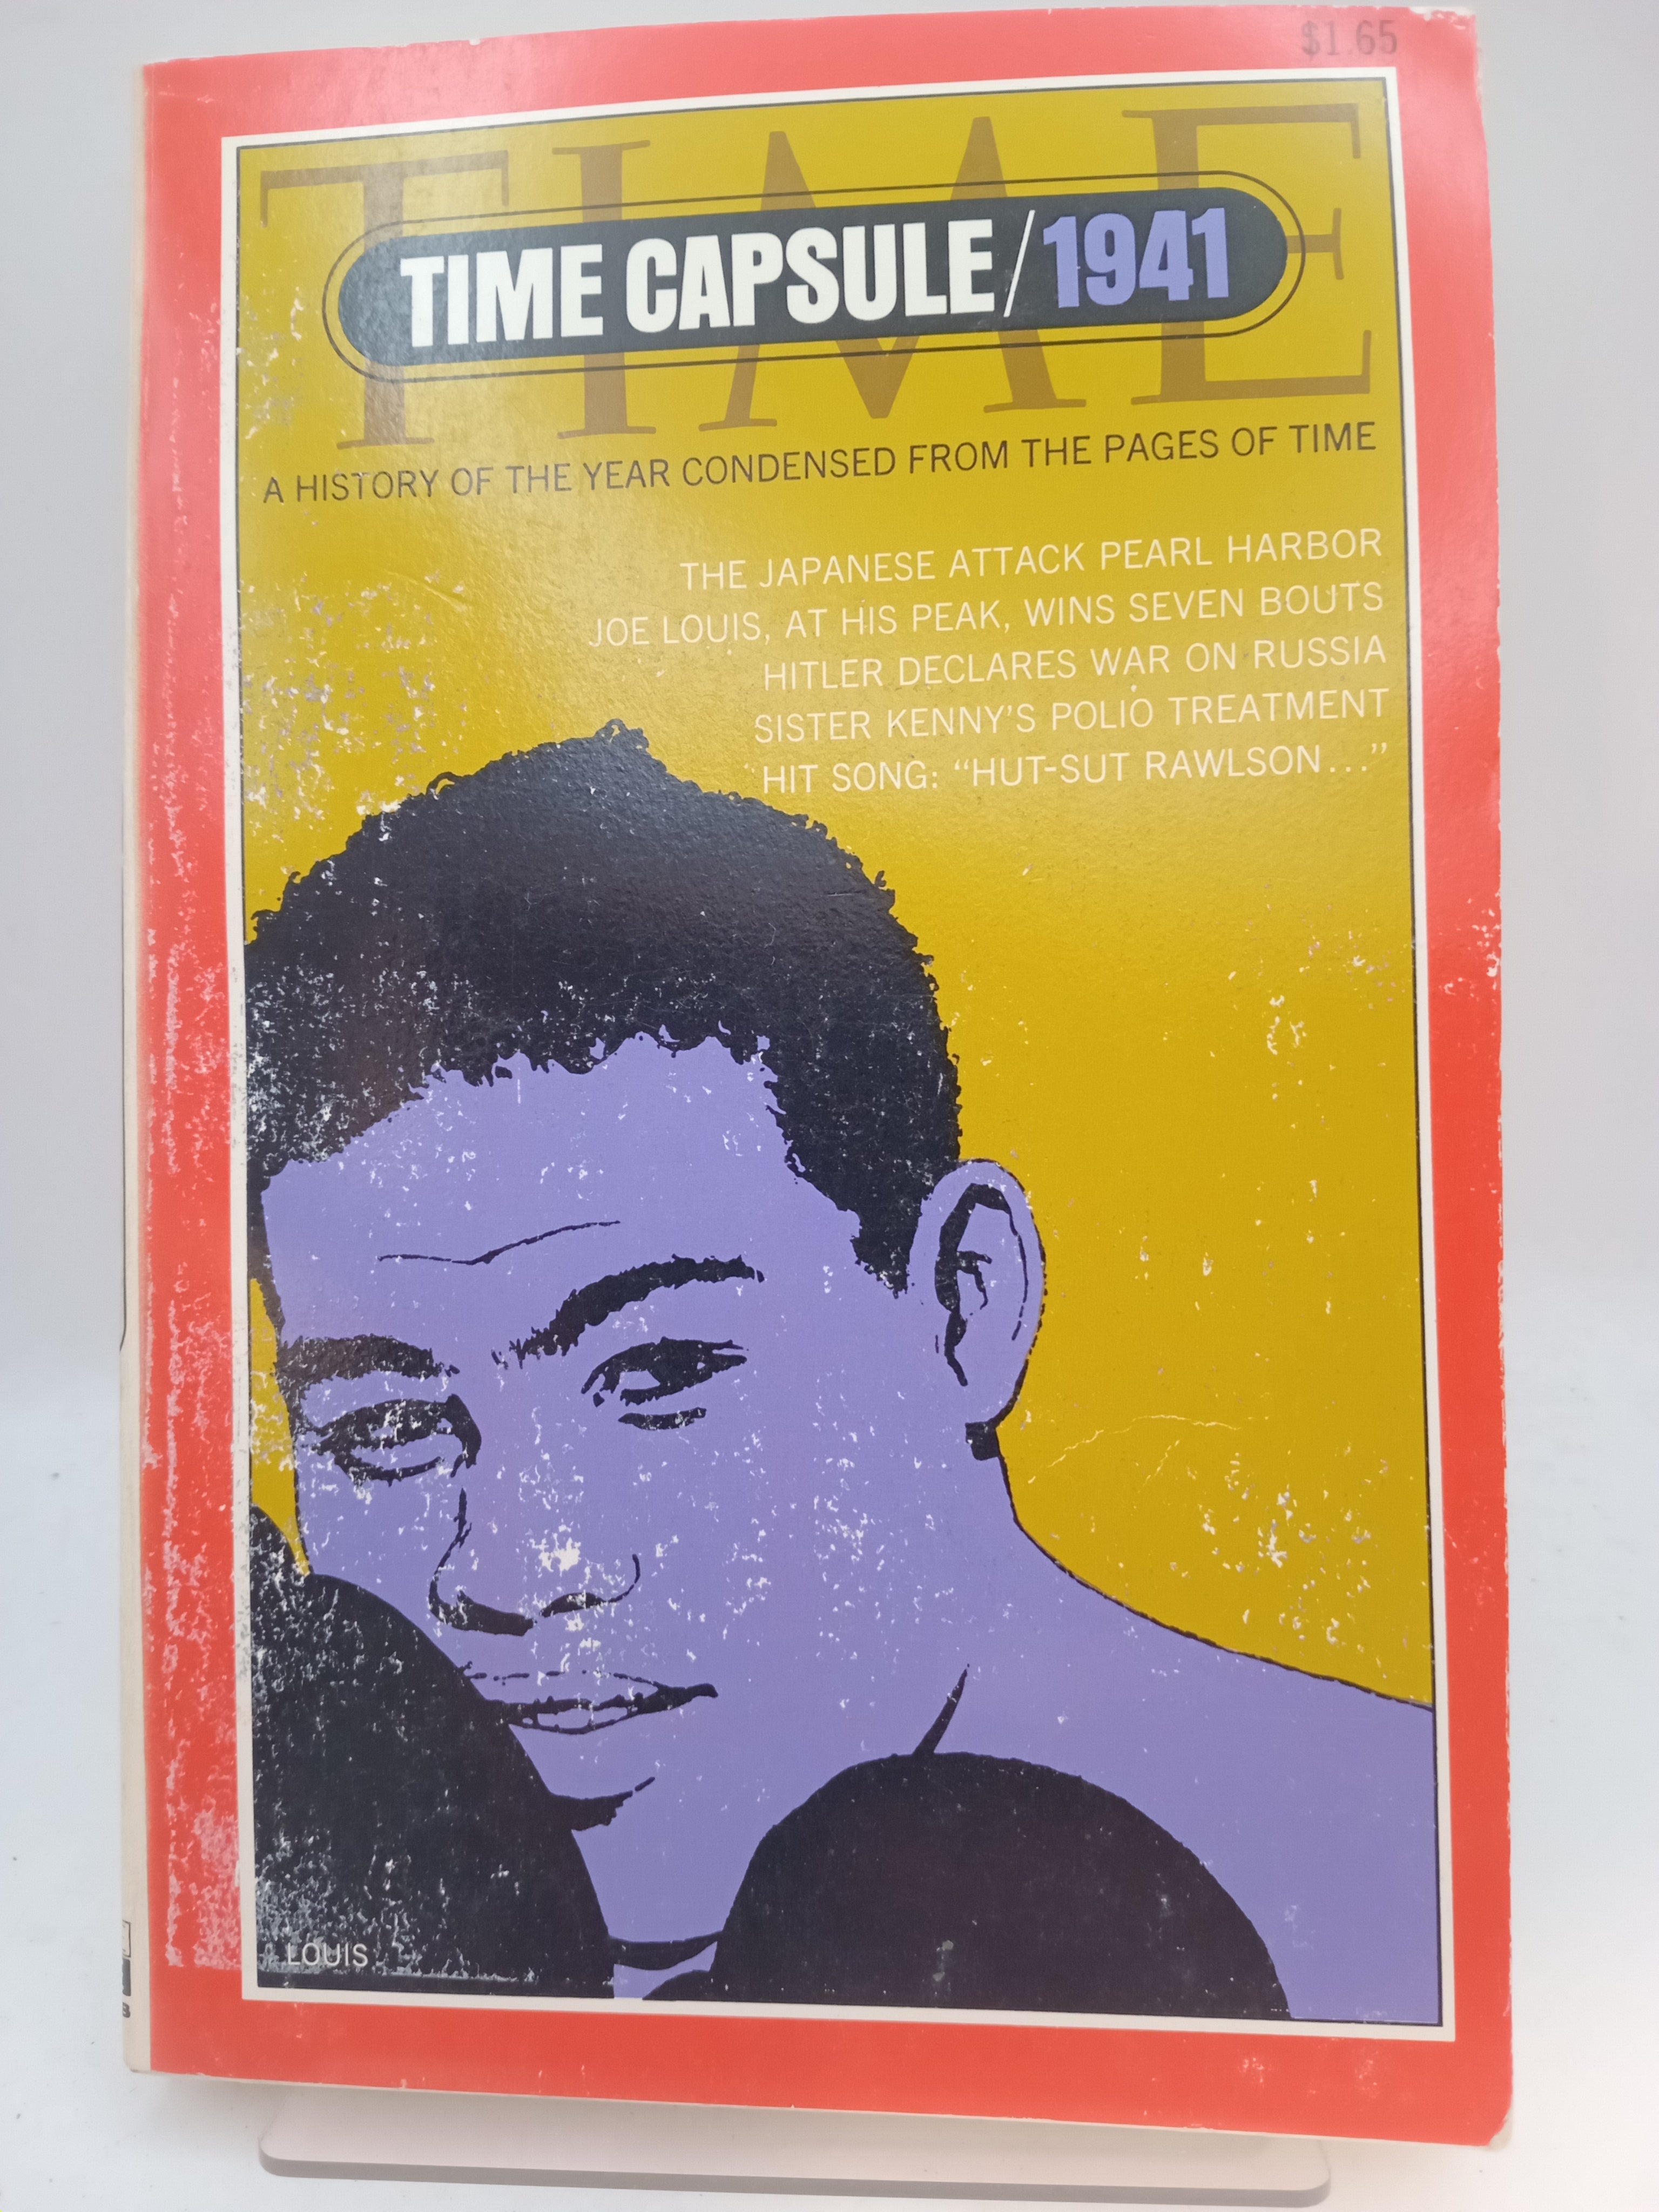 $1.65
TIME
TIME CAPSULE/1941
A HISTORY OF THE YEAR CONDENSED FROM THE PAGES OF TIME
THE JAPANESE ATTACK PEARL HARBOR
JOE LOUIS, AT HIS PEAK, WINS SEVEN BOUTS
HITLER DECLARES WAR ON RUSSIA
SISTER KENNY'S POLIO TREATMENT
HIT SONG: “HUT-SUT RAWLSON...”
LOUIS